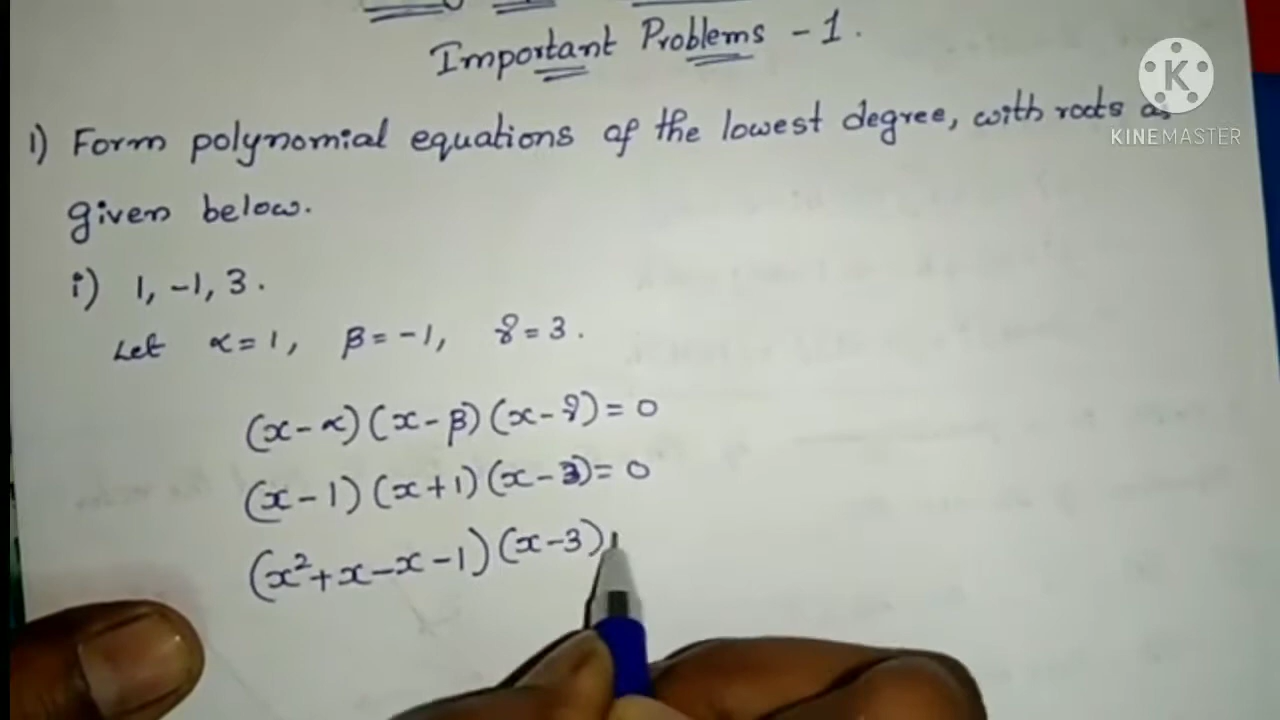 Important Problems - 1.
K
KINEMASTER
1) Form polynomial equations of the lowest degree, with roots as
given below.
i) 1, -1, 3.
Let α = 1, β = -1, γ = 3.
(x - α) (x - β) (x - γ) = 0
(x - 1) (x + 1) (x - 3) = 0
(x² + x - x - 1) (x - 3)